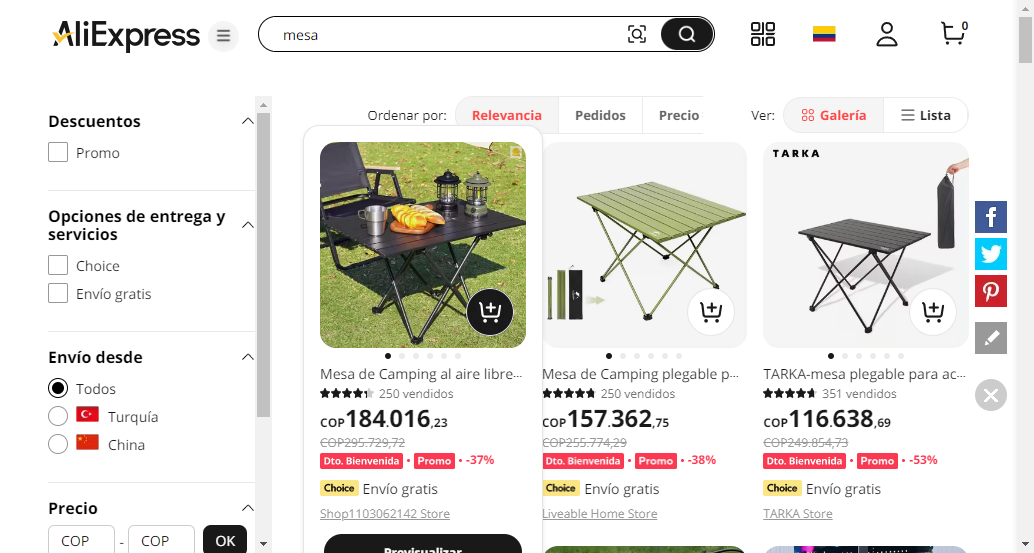 AliExpress
mesa
0
Descuentos
Promo
Opciones de entrega y
servicios
Choice
Envío gratis
Envío desde
Todos
Turquía
China
Precio
COP - COP OK
Ordenar por: Relevancia Pedidos Precio
Ver: Galería Lista
Mesa de Camping al aire libre...
250 vendidos
COP184.016,23
COP295.729,72
Dto. Bienvenida · Promo · -37%
Choice Envío gratis
Shop1103062142 Store
Previsualizar
Mesa de Camping plegable p...
250 vendidos
COP157.362,75
COP255.774,29
Dto. Bienvenida · Promo · -38%
Choice Envío gratis
Liveable Home Store
TARKA
TARKA-mesa plegable para ac...
351 vendidos
COP116.638,69
COP249.854,73
Dto. Bienvenida · Promo · -53%
Choice Envío gratis
TARKA Store